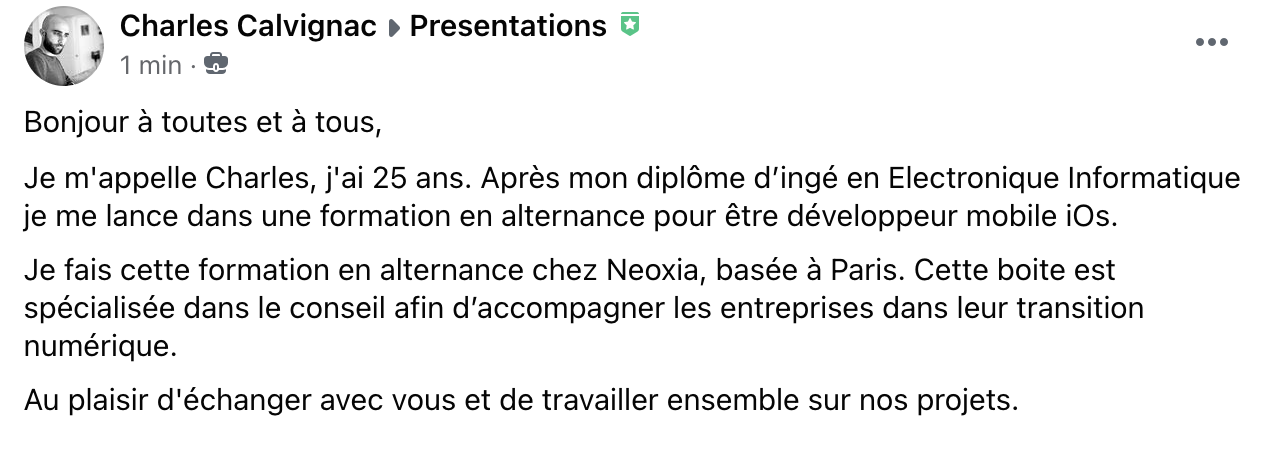 Charles Calvignac ▸ Presentations
1 min ·
Bonjour à toutes et à tous,
Je m'appelle Charles, j'ai 25 ans. Après mon diplôme d’ingé en Electronique Informatique
je me lance dans une formation en alternance pour être développeur mobile iOs.
Je fais cette formation en alternance chez Neoxia, basée à Paris. Cette boite est
spécialisée dans le conseil afin d’accompagner les entreprises dans leur transition
numérique.
Au plaisir d'échanger avec vous et de travailler ensemble sur nos projets.